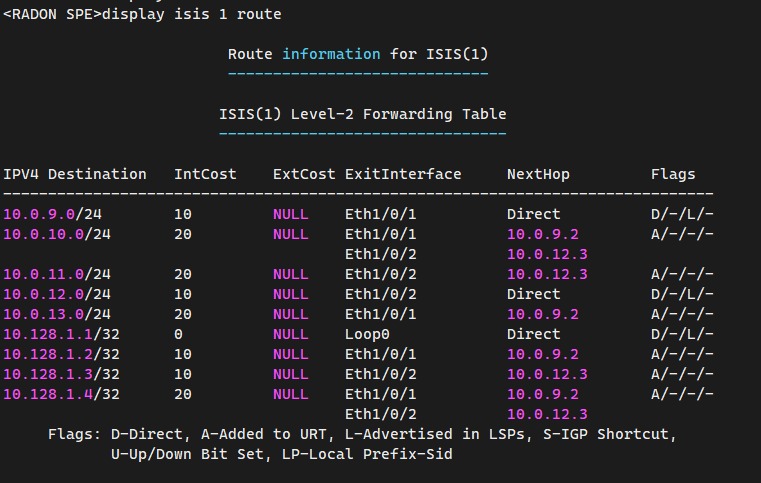 <RADON SPE>display isis 1 route
Route information for ISIS(1)
-----------------------------
ISIS(1) Level-2 Forwarding Table
--------------------------------
IPV4 Destination   IntCost    ExtCost ExitInterface     NextHop         Flags
-------------------------------------------------------------------------------
10.0.9.0/24        10         NULL    Eth1/0/1          Direct          D/-/L/-
10.0.10.0/24       20         NULL    Eth1/0/1          10.0.9.2        A/-/-/-
Eth1/0/2          10.0.12.3
10.0.11.0/24       20         NULL    Eth1/0/2          10.0.12.3       A/-/-/-
10.0.12.0/24       10         NULL    Eth1/0/2          Direct          D/-/L/-
10.0.13.0/24       20         NULL    Eth1/0/1          10.0.9.2        A/-/-/-
10.128.1.1/32      0          NULL    Loop0             Direct          D/-/L/-
10.128.1.2/32      10         NULL    Eth1/0/1          10.0.9.2        A/-/-/-
10.128.1.3/32      10         NULL    Eth1/0/2          10.0.12.3       A/-/-/-
10.128.1.4/32      20         NULL    Eth1/0/1          10.0.9.2        A/-/-/-
Eth1/0/2          10.0.12.3
Flags: D-Direct, A-Added to URT, L-Advertised in LSPs, S-IGP Shortcut,
U-Up/Down Bit Set, LP-Local Prefix-Sid